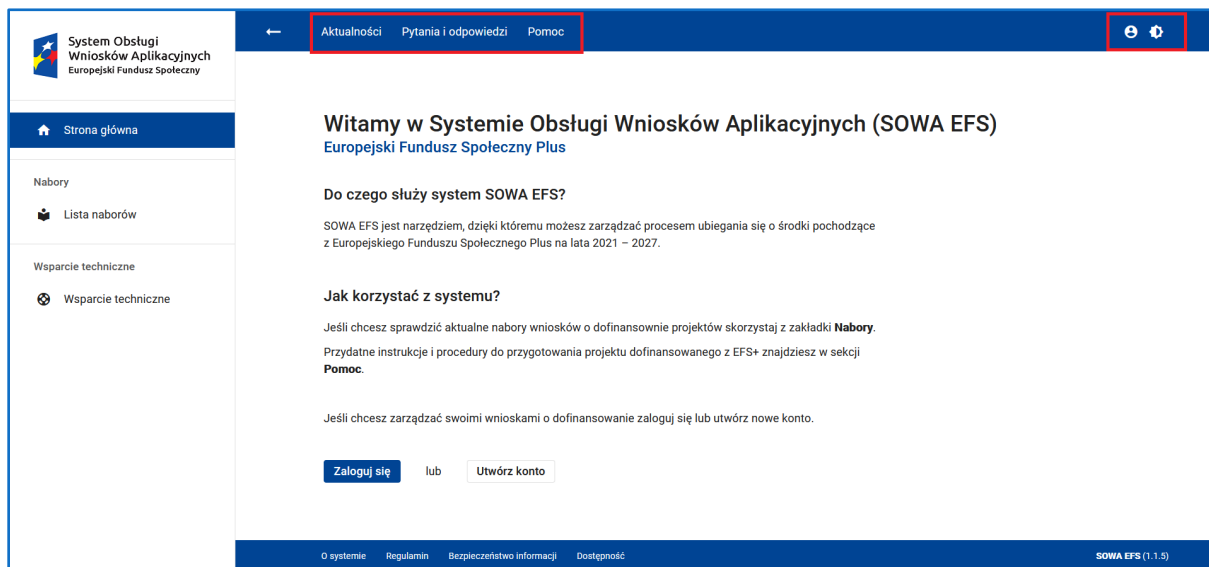 System Obsługi
Wniosków Aplikacyjnych
Europejski Fundusz Społeczny
Aktualności Pytania i odpowiedzi Pomoc
Strona główna
Nabory
Lista naborów
Wsparcie techniczne
Wsparcie techniczne
Witamy w Systemie Obsługi Wniosków Aplikacyjnych (SOWA EFS)
Europejski Fundusz Społeczny Plus
Do czego służy system SOWA EFS?
SOWA EFS jest narzędziem, dzięki któremu możesz zarządzać procesem ubiegania się o środki pochodzące
z Europejskiego Funduszu Społecznego Plus na lata 2021 – 2027.
Jak korzystać z systemu?
Jeśli chcesz sprawdzić aktualne nabory wniosków o dofinansownie projektów skorzystaj z zakładki Nabory.
Przydatne instrukcje i procedury do przygotowania projektu dofinansowanego z EFS+ znajdziesz w sekcji
Pomoc.
Jeśli chcesz zarządzać swoimi wnioskami o dofinansowanie zaloguj się lub utwórz nowe konto.
Zaloguj się lub Utwórz konto
O systemie Regulamin Bezpieczeństwo informacji Dostępność SOWA EFS (1.1.5)